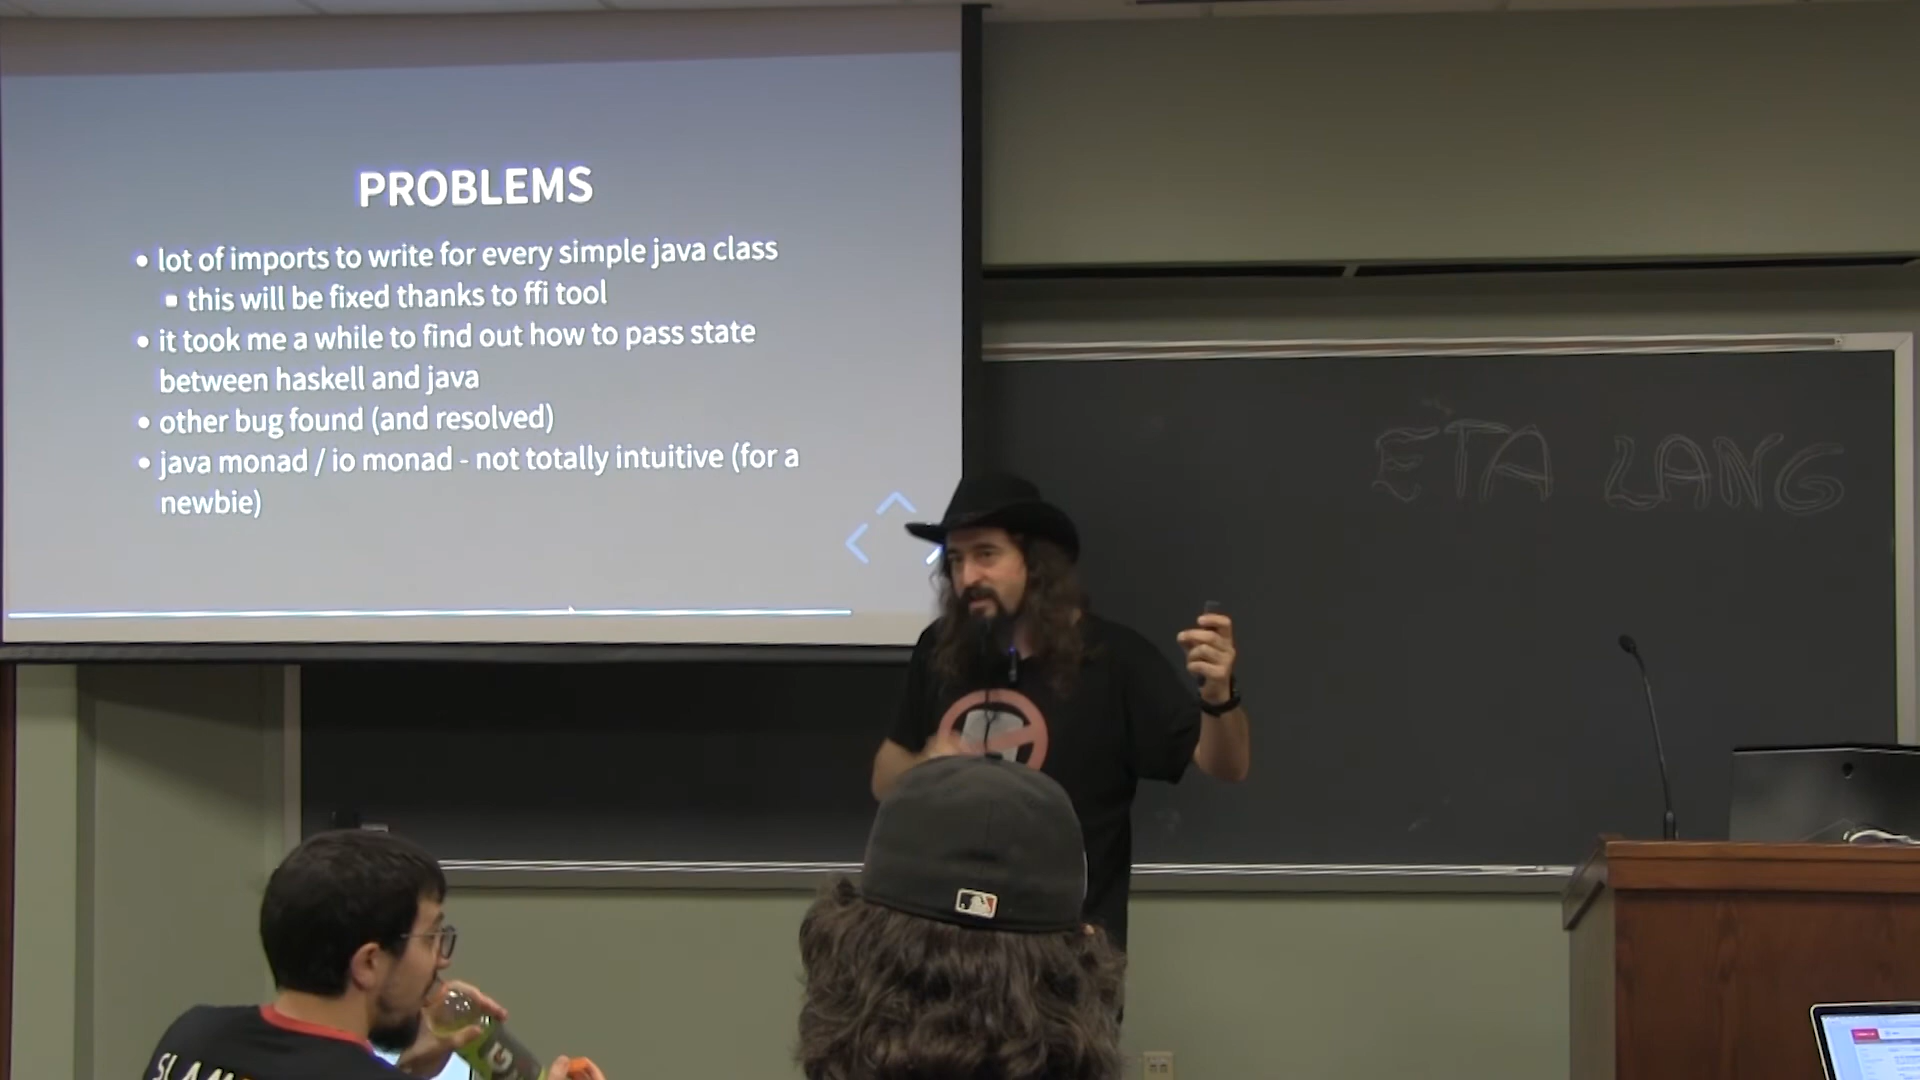 PROBLEMS
• lot of imports to write for every simple java class
▪ this will be fixed thanks to ffi tool
• it took me a while to find out how to pass state
between haskell and java
• other bug found (and resolved)
• java monad / io monad - not totally intuitive (for a
newbie)
ETA LANG
G